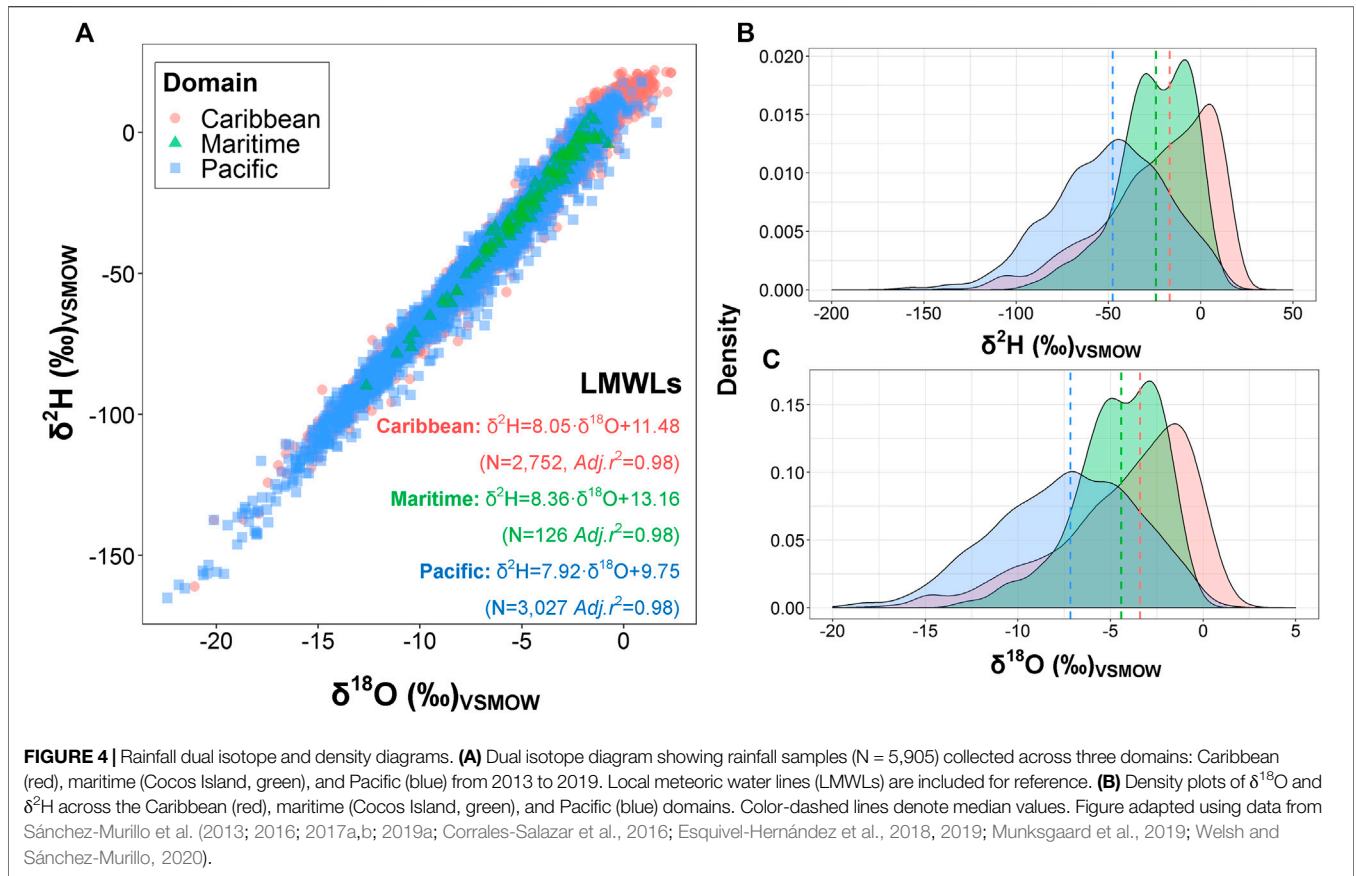 A
Domain
Caribbean
Maritime
Pacific
0
-50
-100
-150
δ²H (‰)VSMOW
-20
-15
-10
-5
0
δ¹⁸O (‰)VSMOW
LMWLs
Caribbean: δ²H=8.05·δ¹⁸O+11.48
(N=2,752, Adj.r²=0.98)
Maritime: δ²H=8.36·δ¹⁸O+13.16
(N=126 Adj.r²=0.98)
Pacific: δ²H=7.92·δ¹⁸O+9.75
(N=3,027 Adj.r²=0.98)
B
0.020
0.015
0.010
0.005
0.000
-200
-150
-100
-50
0
50
δ²H (‰)VSMOW
Density
C
0.15
0.10
0.05
0.00
-20
-15
-10
-5
0
5
δ¹⁸O (‰)VSMOW
FIGURE 4 | Rainfall dual isotope and density diagrams. (A) Dual isotope diagram showing rainfall samples (N = 5,905) collected across three domains: Caribbean
(red), maritime (Cocos Island, green), and Pacific (blue) from 2013 to 2019. Local meteoric water lines (LMWLs) are included for reference. (B) Density plots of δ¹⁸O and
δ²H across the Caribbean (red), maritime (Cocos Island, green), and Pacific (blue) domains. Color-dashed lines denote median values. Figure adapted using data from
Sánchez-Murillo et al. (2013; 2016; 2017a,b; 2019a; Corrales-Salazar et al., 2016; Esquivel-Hernández et al., 2018, 2019; Munksgaard et al., 2019; Welsh and
Sánchez-Murillo, 2020).